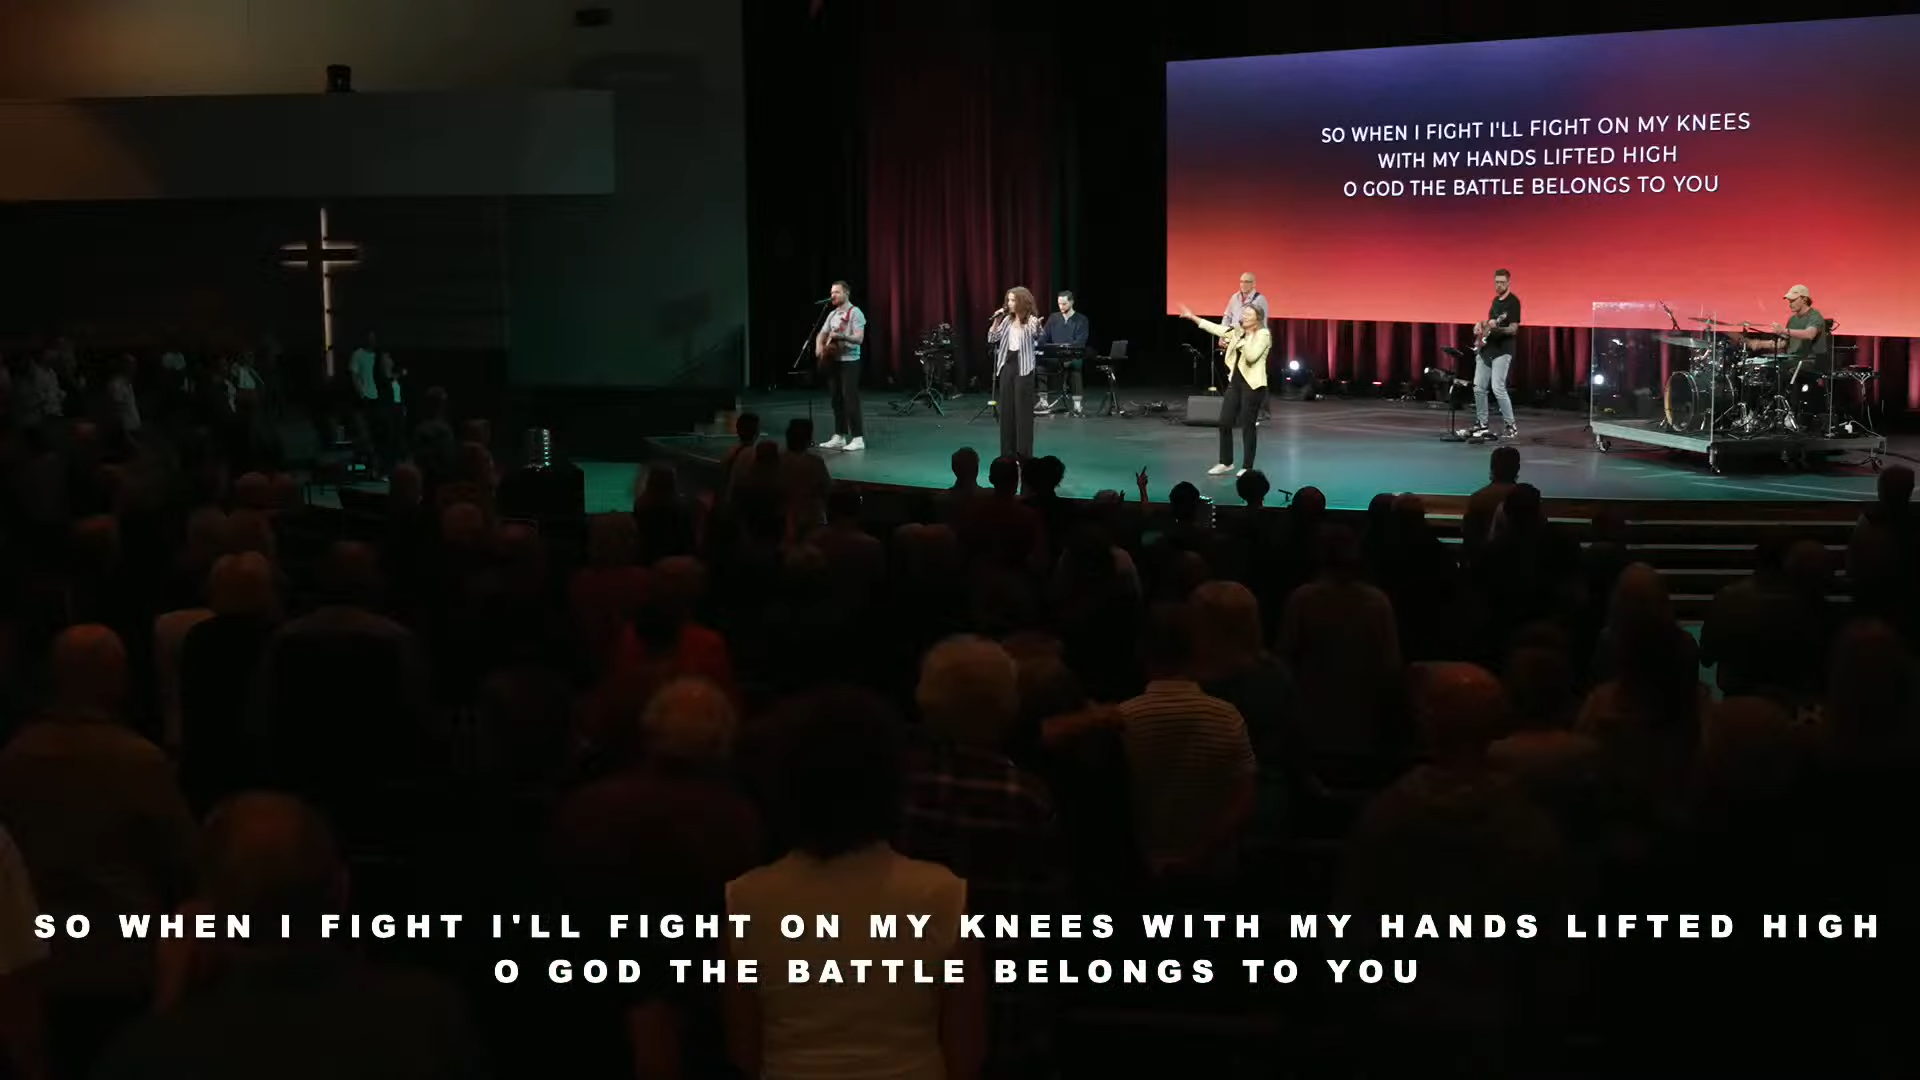 SO WHEN I FIGHT I'LL FIGHT ON MY KNEES
WITH MY HANDS LIFTED HIGH
O GOD THE BATTLE BELONGS TO YOU
SO WHEN I FIGHT I'LL FIGHT ON MY KNEES WITH MY HANDS LIFTED HIGH
O GOD THE BATTLE BELONGS TO YOU